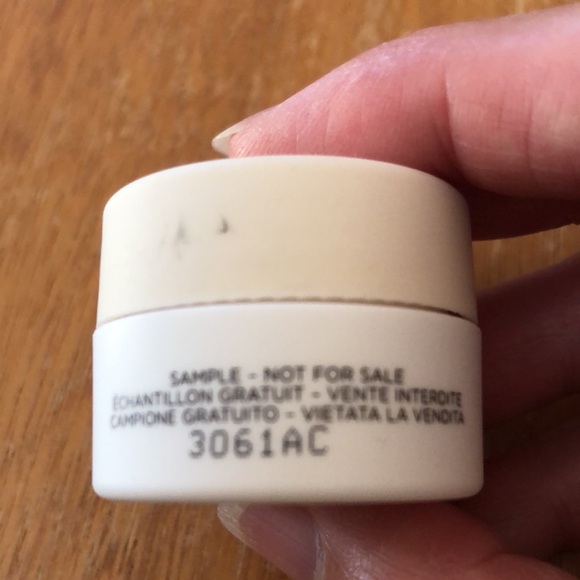 SAMPLE - NOT FOR SALE
ÉCHANTILLON GRATUIT - VENTE INTERDITE
CAMPIONE GRATUITO - VIETATA LA VENDITA
3061AC